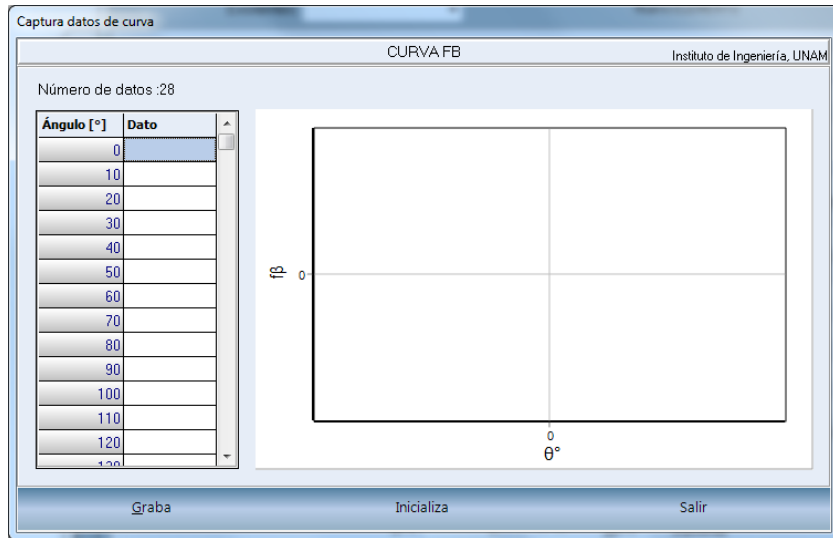 Captura datos de curva
CURVA FB
Instituto de Ingeniería, UNAM
Número de datos :28
Ángulo [°] Dato
0
10
20
30
40
50
60
70
80
90
100
110
120
130
fβ
0
0
θ°
Graba Inicializa Salir